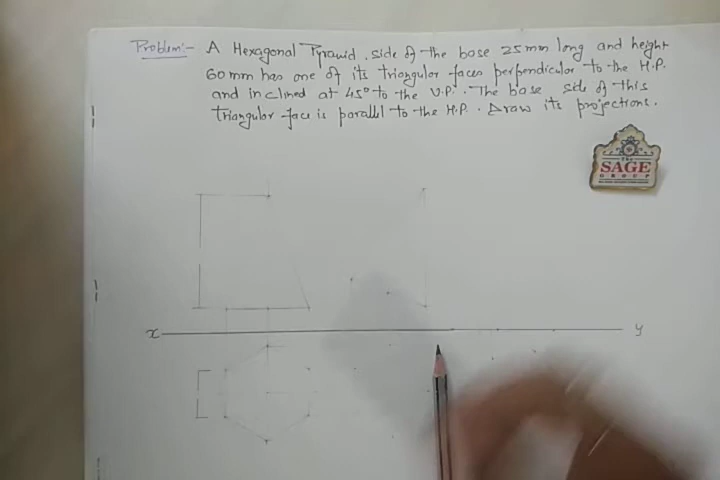 Problem:- A Hexagonal Pyramid, side of the base 25mm long and height
60mm has one of its triangular faces perpendicular to the H.P.
and inclined at 45° to the V.P. The base side of this
triangular face is parallel to the H.P. Draw its projections.
The
SAGE
GROUP
x
y